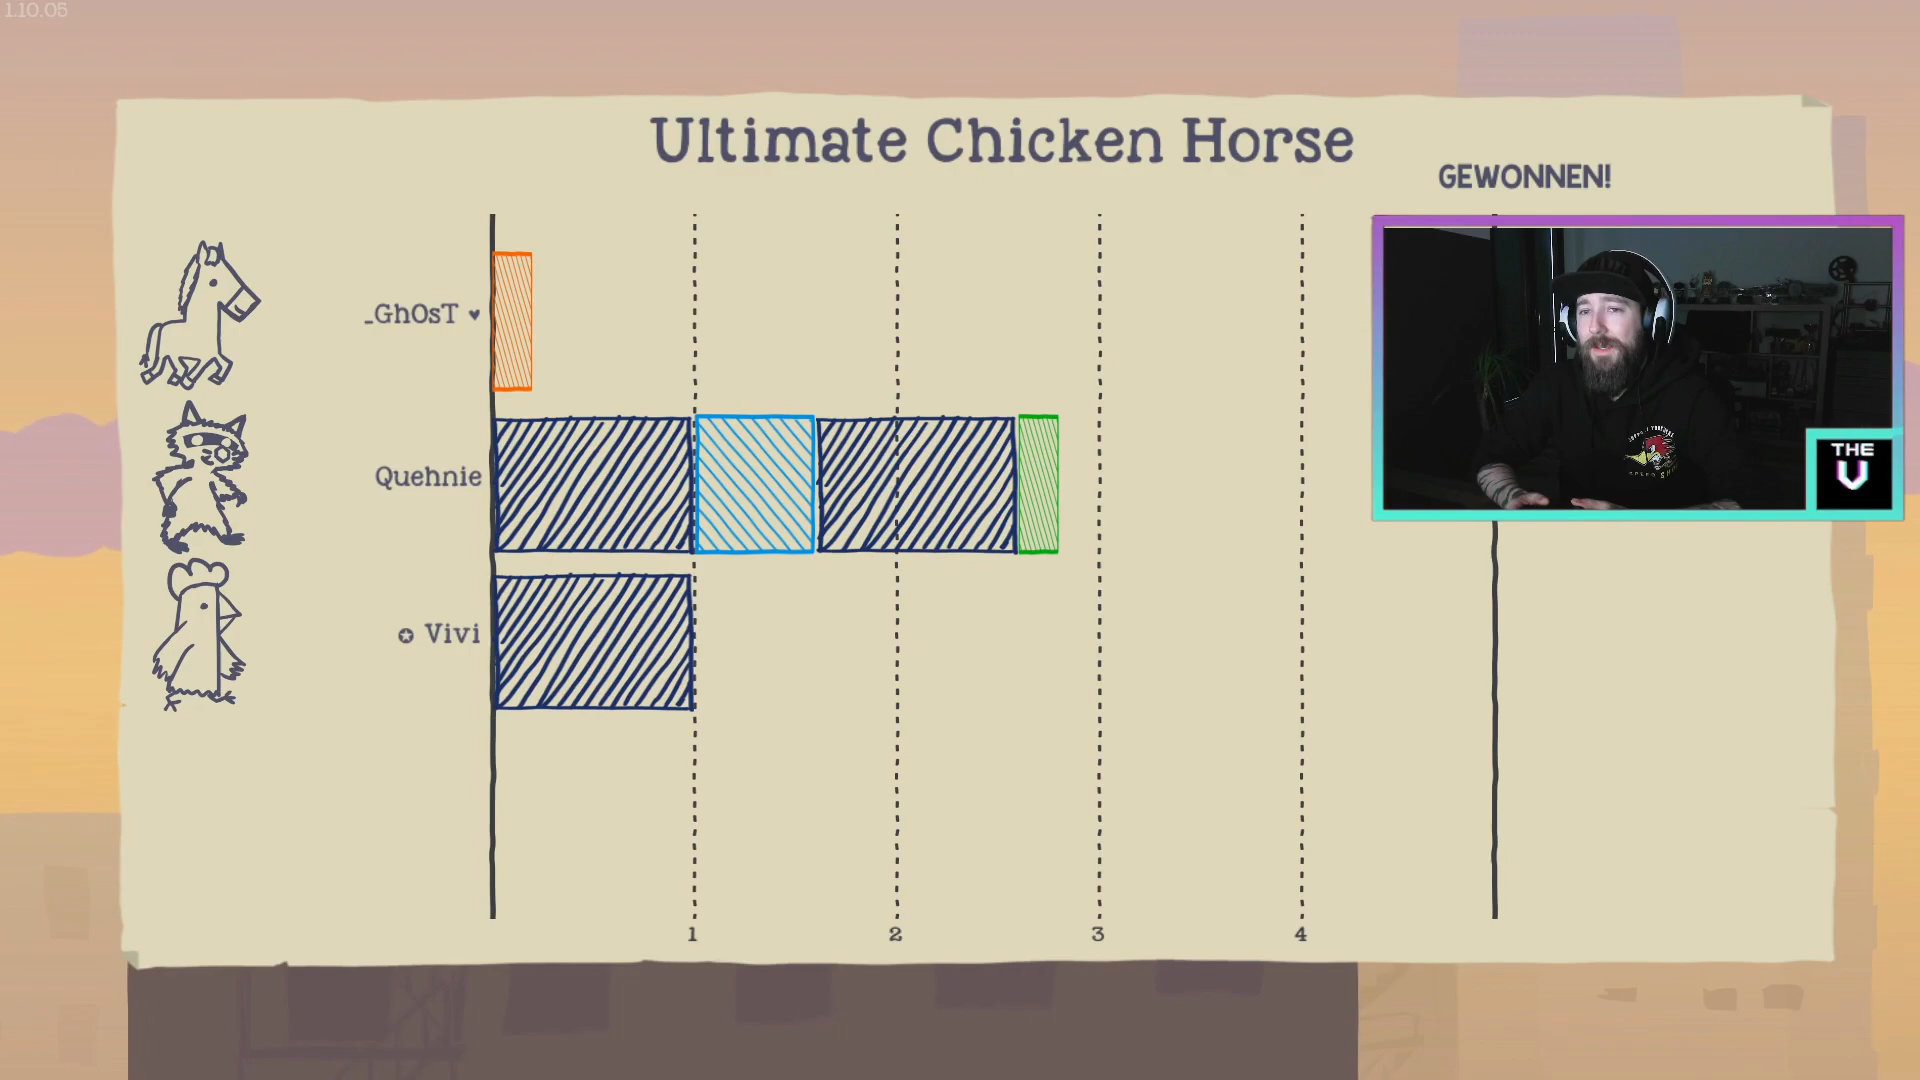 1.10.05
Ultimate Chicken Horse
GEWONNEN!
_GhOsT ♥
Quehnie
✪ Vivi
THE
V
1
2
3
4